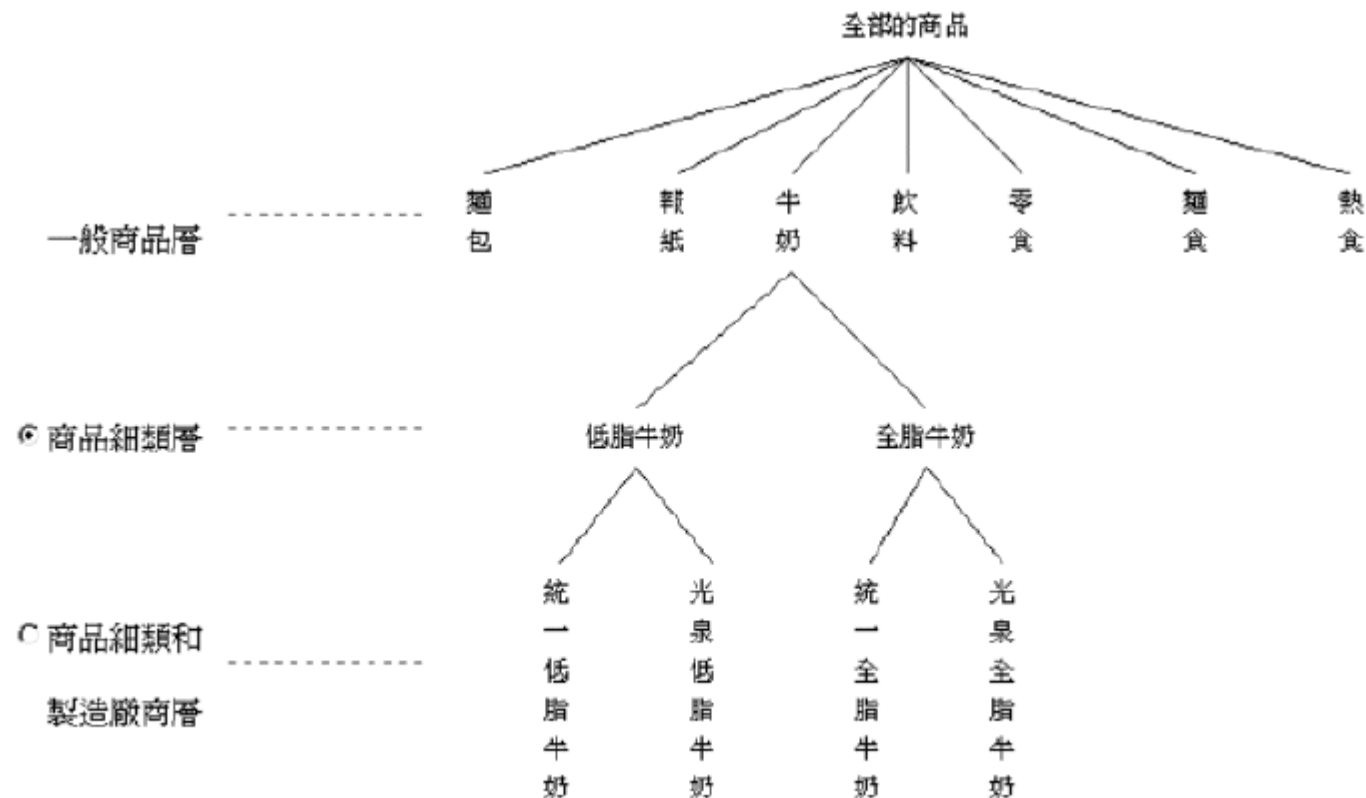 全部的商品
一般商品層
麵包
報紙
牛奶
飲料
零食
麵食
熱食
商品細類層
低脂牛奶
全脂牛奶
商品細類和
製造廠商層
統一低脂牛奶
光泉低脂牛奶
統一全脂牛奶
光泉全脂牛奶